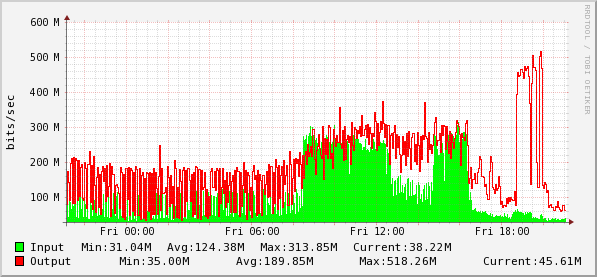 RRDTOOL / TOBI OETIKER
bits/sec
600 M
500 M
400 M
300 M
200 M
100 M
Fri 00:00 Fri 06:00 Fri 12:00 Fri 18:00
Input Min:31.04M Avg:124.38M Max:313.85M Current:38.22M
Output Min:35.00M Avg:189.85M Max:518.26M Current:45.61M